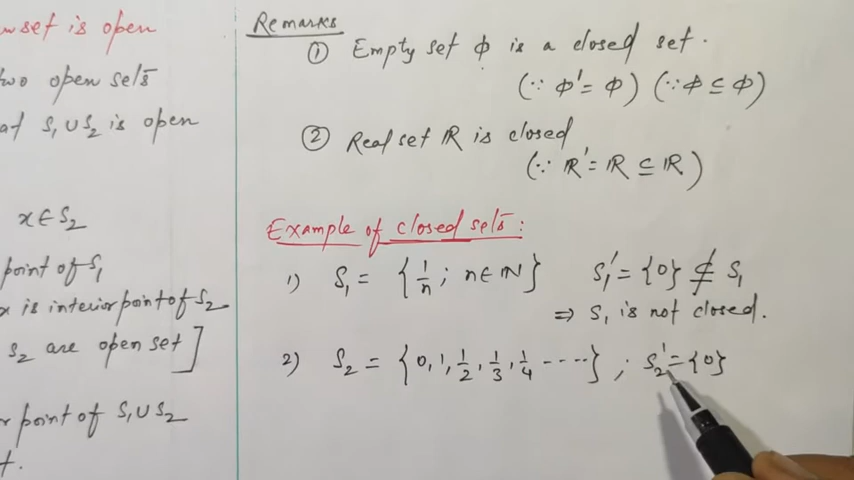 set is open
two open sets
S₁ ∪ S₂ is open
x ∈ S₂
point of S₁
x is interior point of S₂
S₂ are open set]
point of S₁ ∪ S₂
Remarks
① Empty set ϕ is a closed set.
(∵ ϕ' = ϕ) (∵ ϕ ⊆ ϕ)
② Real set ℝ is closed
(∵ ℝ' = ℝ ⊆ ℝ)
Example of closed sets:
1) S₁ = {1/n ; n ∈ ℕ} S₁' = {0} ⊈ S₁
⇒ S₁ is not closed.
2) S₂ = {0, 1, 1/2, 1/3, 1/4 ----} ; S₂' = {0}